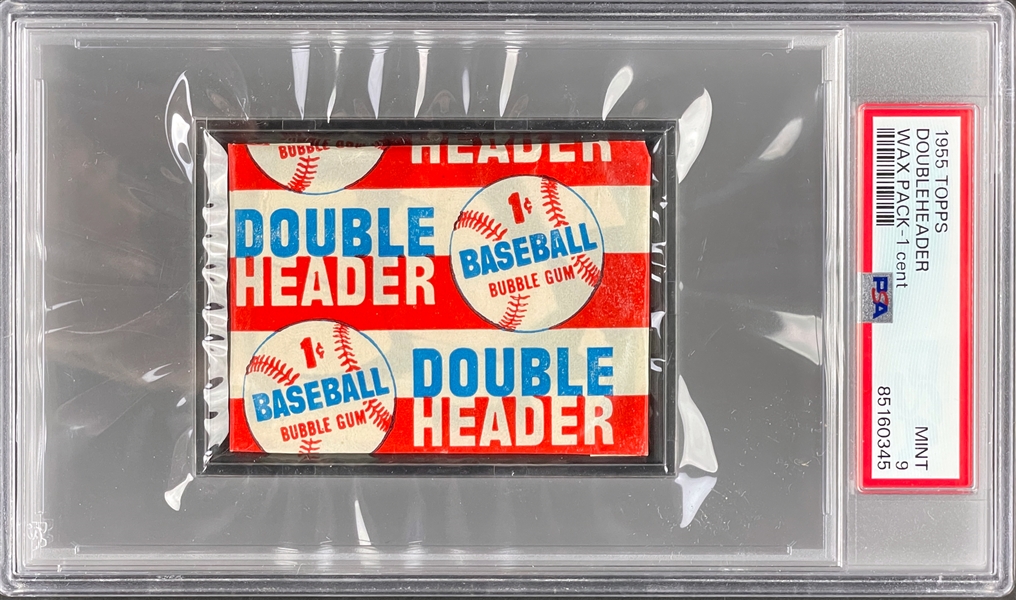 BUBBLE GUM
HEADER
DOUBLE
HEADER
1¢
BASEBALL
BUBBLE GUM
1¢
BASEBALL
BUBBLE GUM
DOUBLE
HEADER
1955 TOPPS
DOUBLEHEADER
WAX PACK-1 cent
MINT
9
85160345
PSA